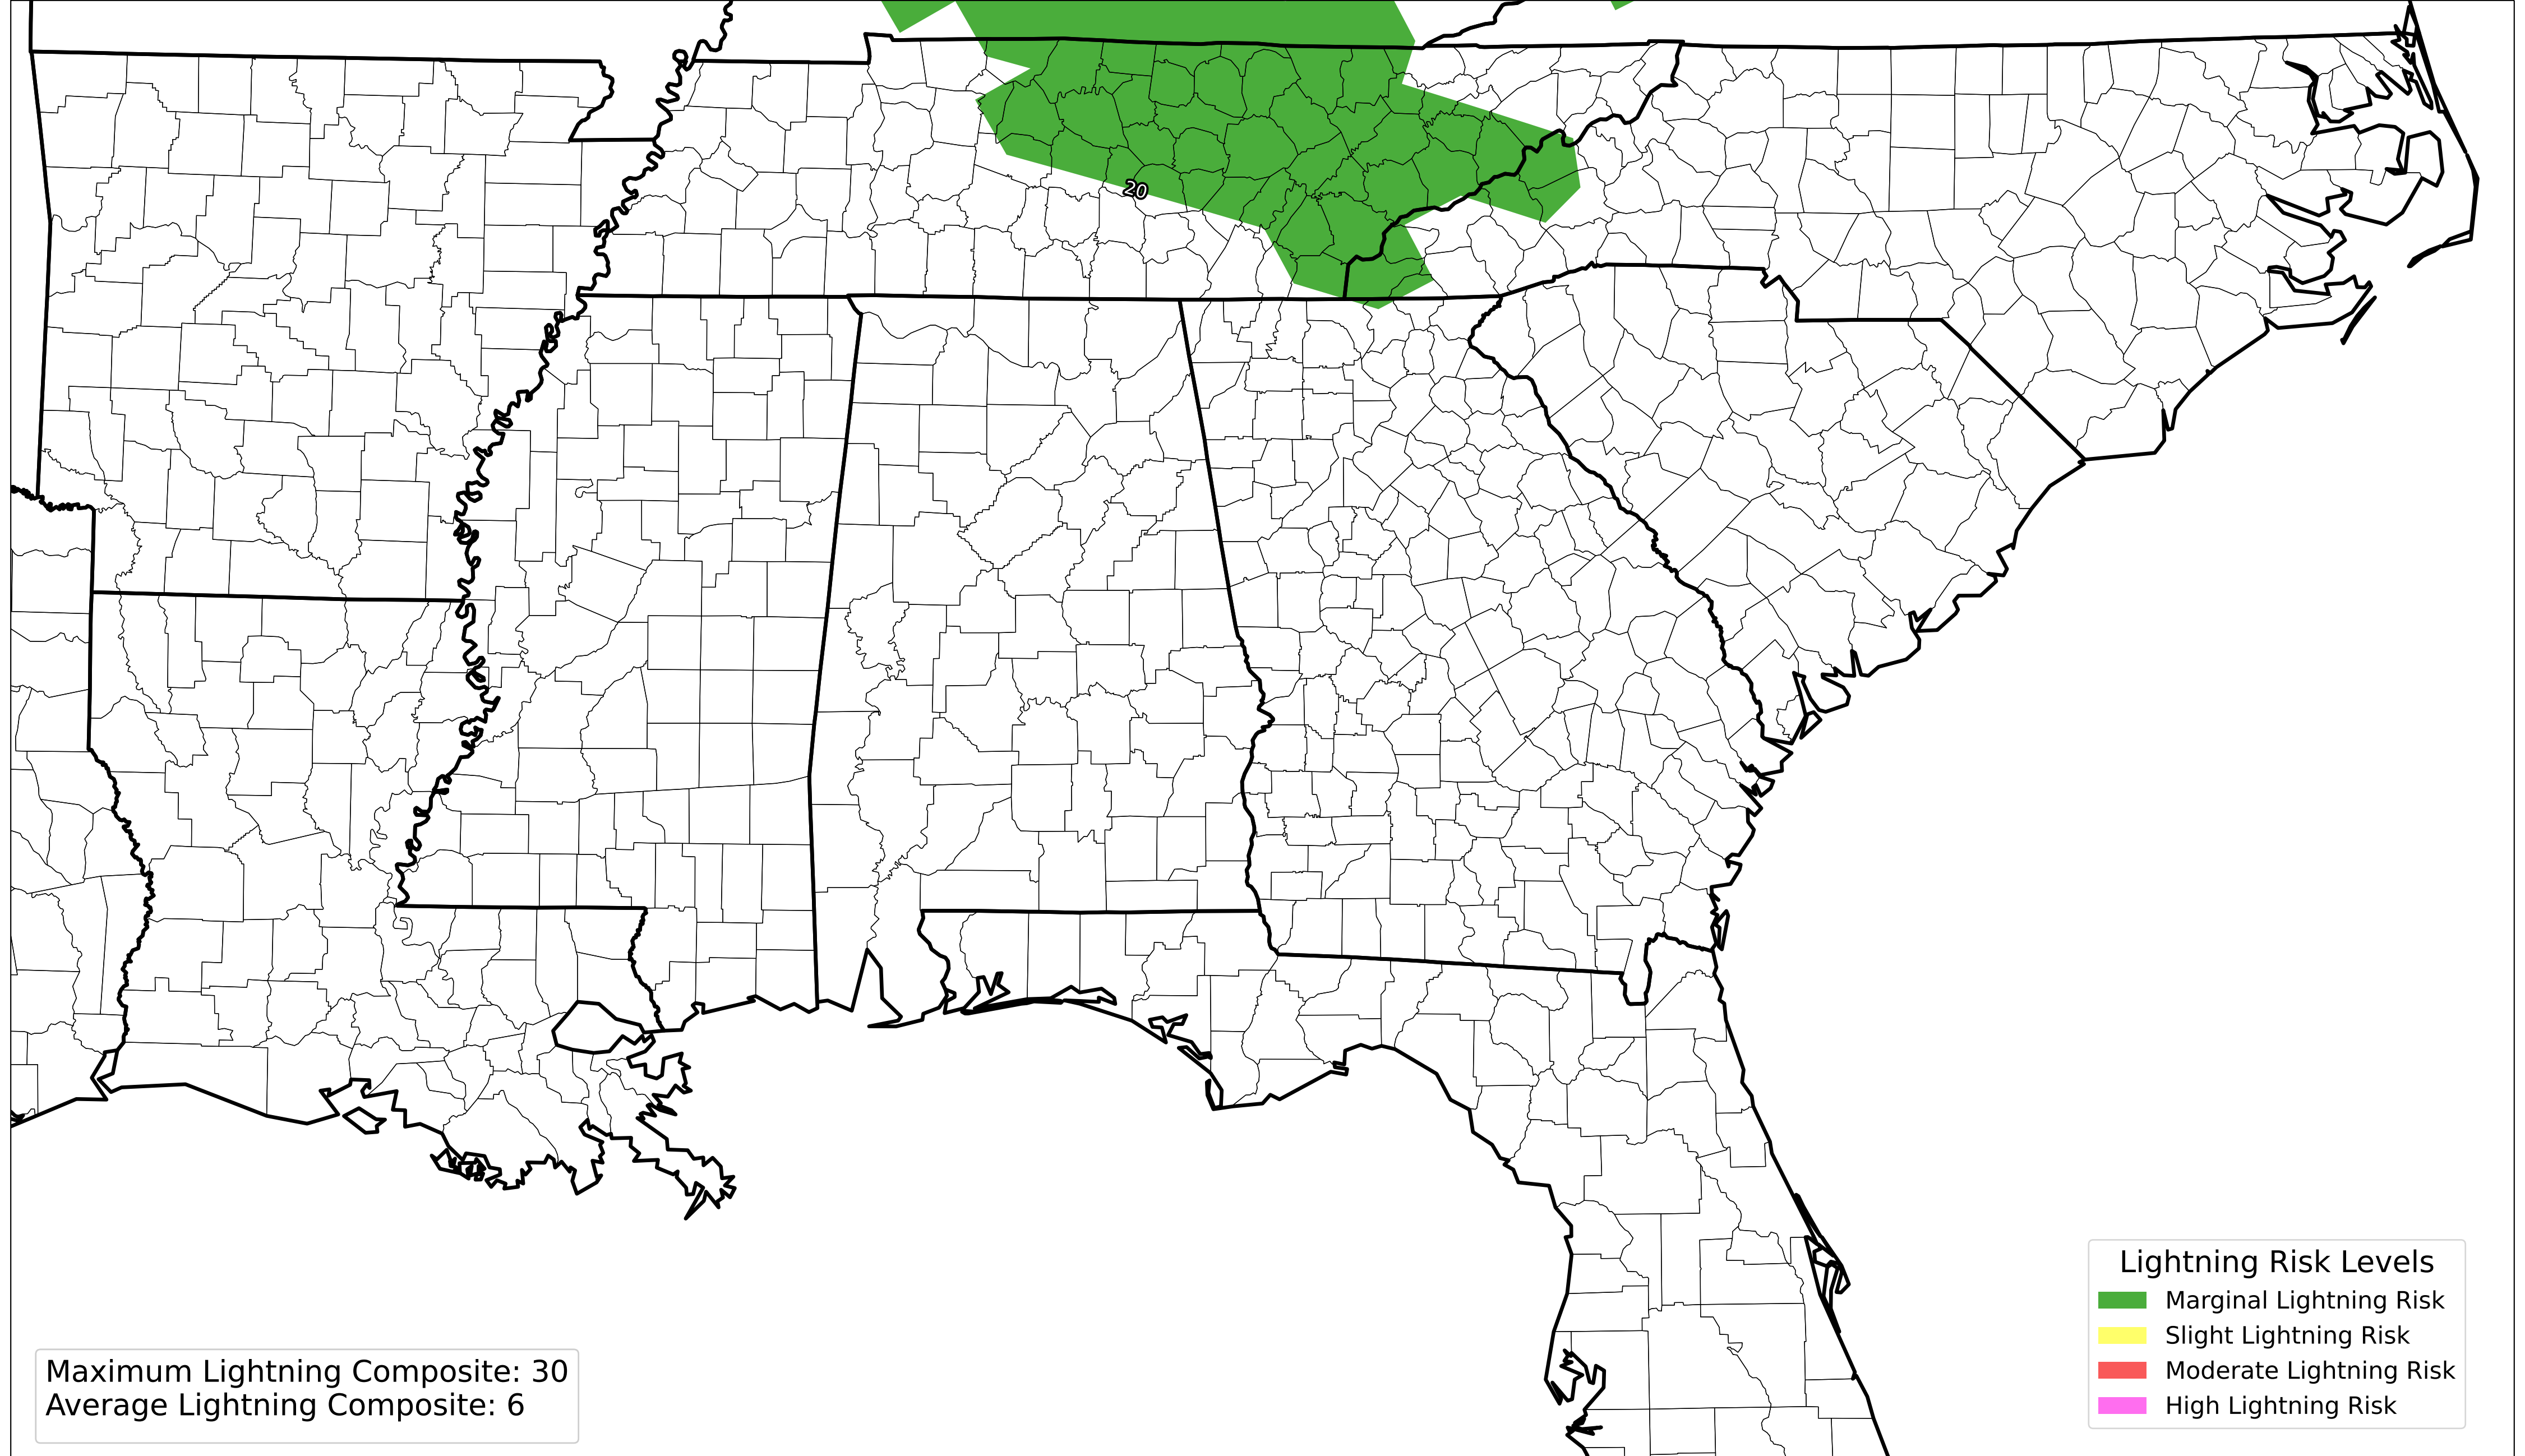 20
Lightning Risk Levels
Marginal Lightning Risk
Slight Lightning Risk
Moderate Lightning Risk
High Lightning Risk
Maximum Lightning Composite: 30
Average Lightning Composite: 6